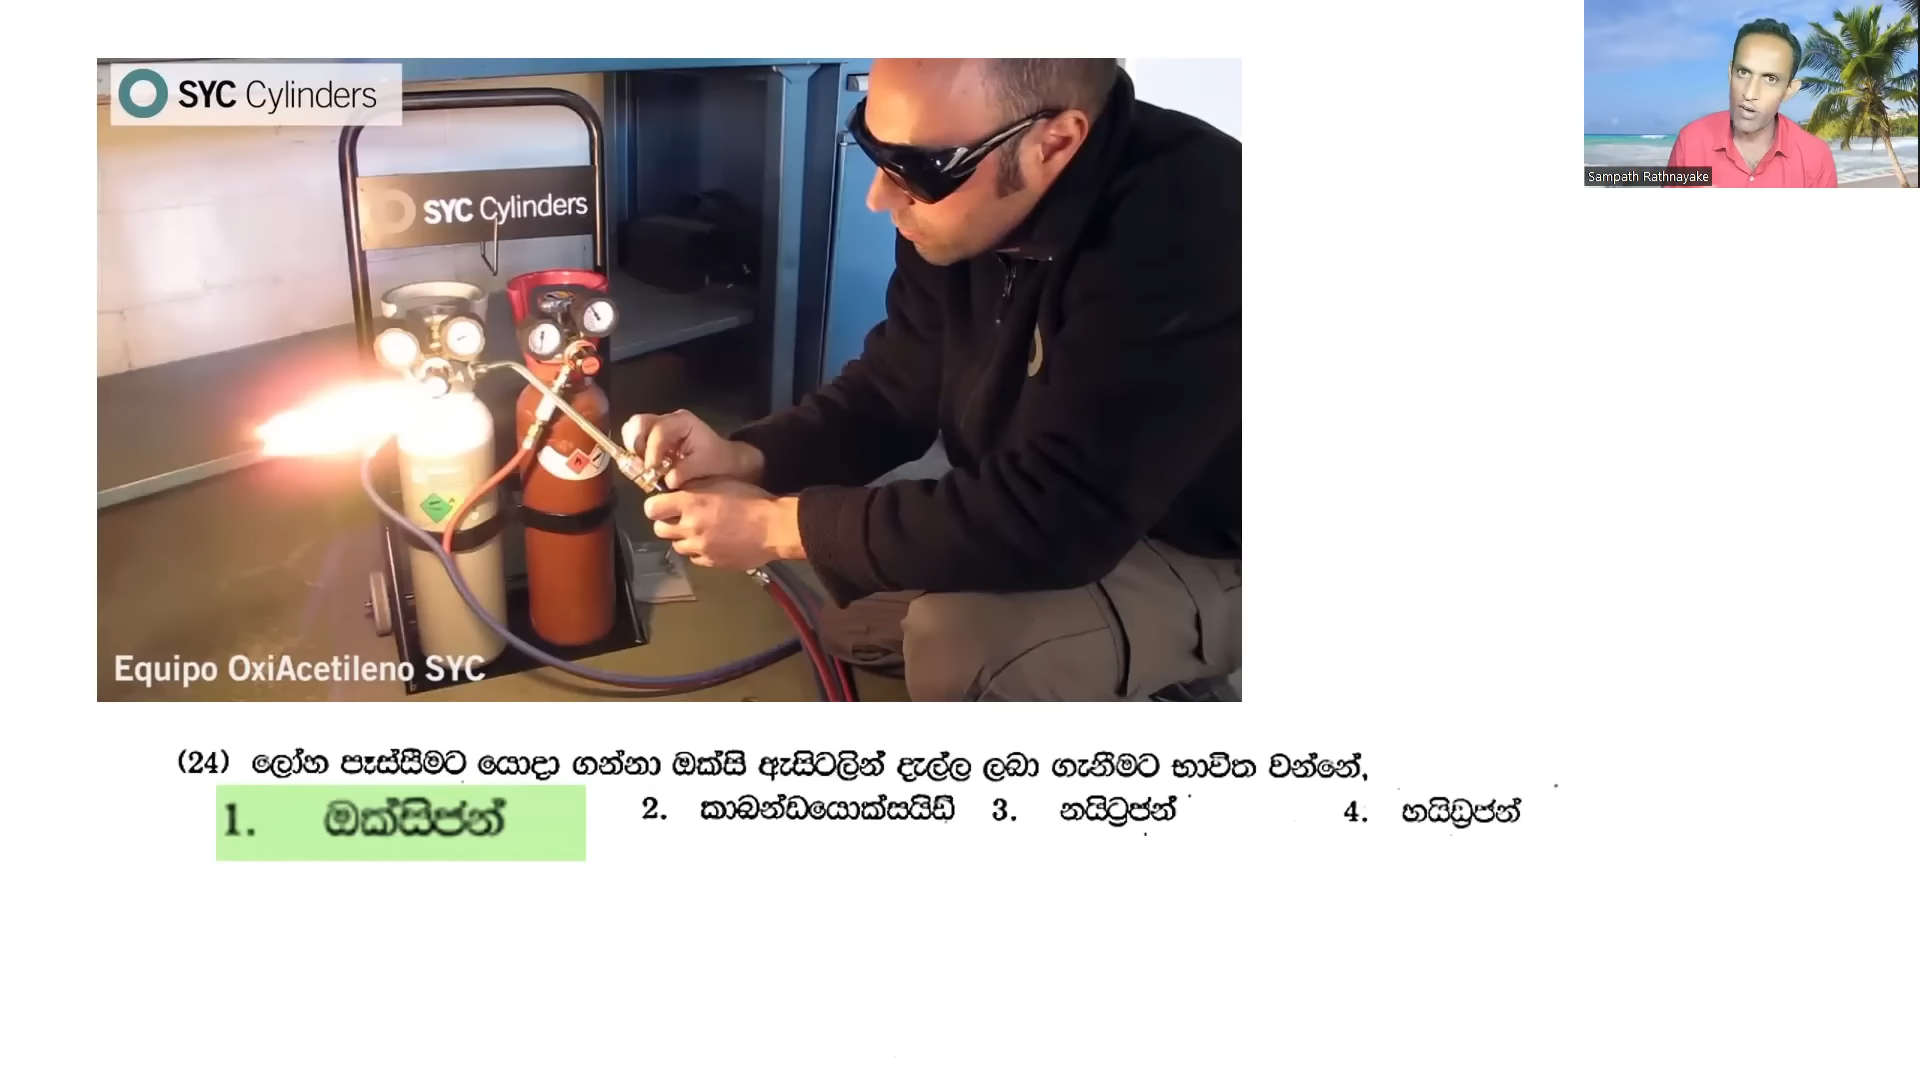 SYC Cylinders
Sampath Rathnayake
SYC Cylinders
Equipo OxiAcetileno SYC
(24) ලෝහ පෑස්සීමට යොදා ගන්නා ඔක්සි ඇසිටලින් දැල්ල ලබා ගැනීමට භාවිත වන්නේ,
1. ඔක්සිජන් 2. කාබන්ඩයොක්සයිඩ් 3. නයිට්‍රජන් 4. හයිඩ්‍රජන්